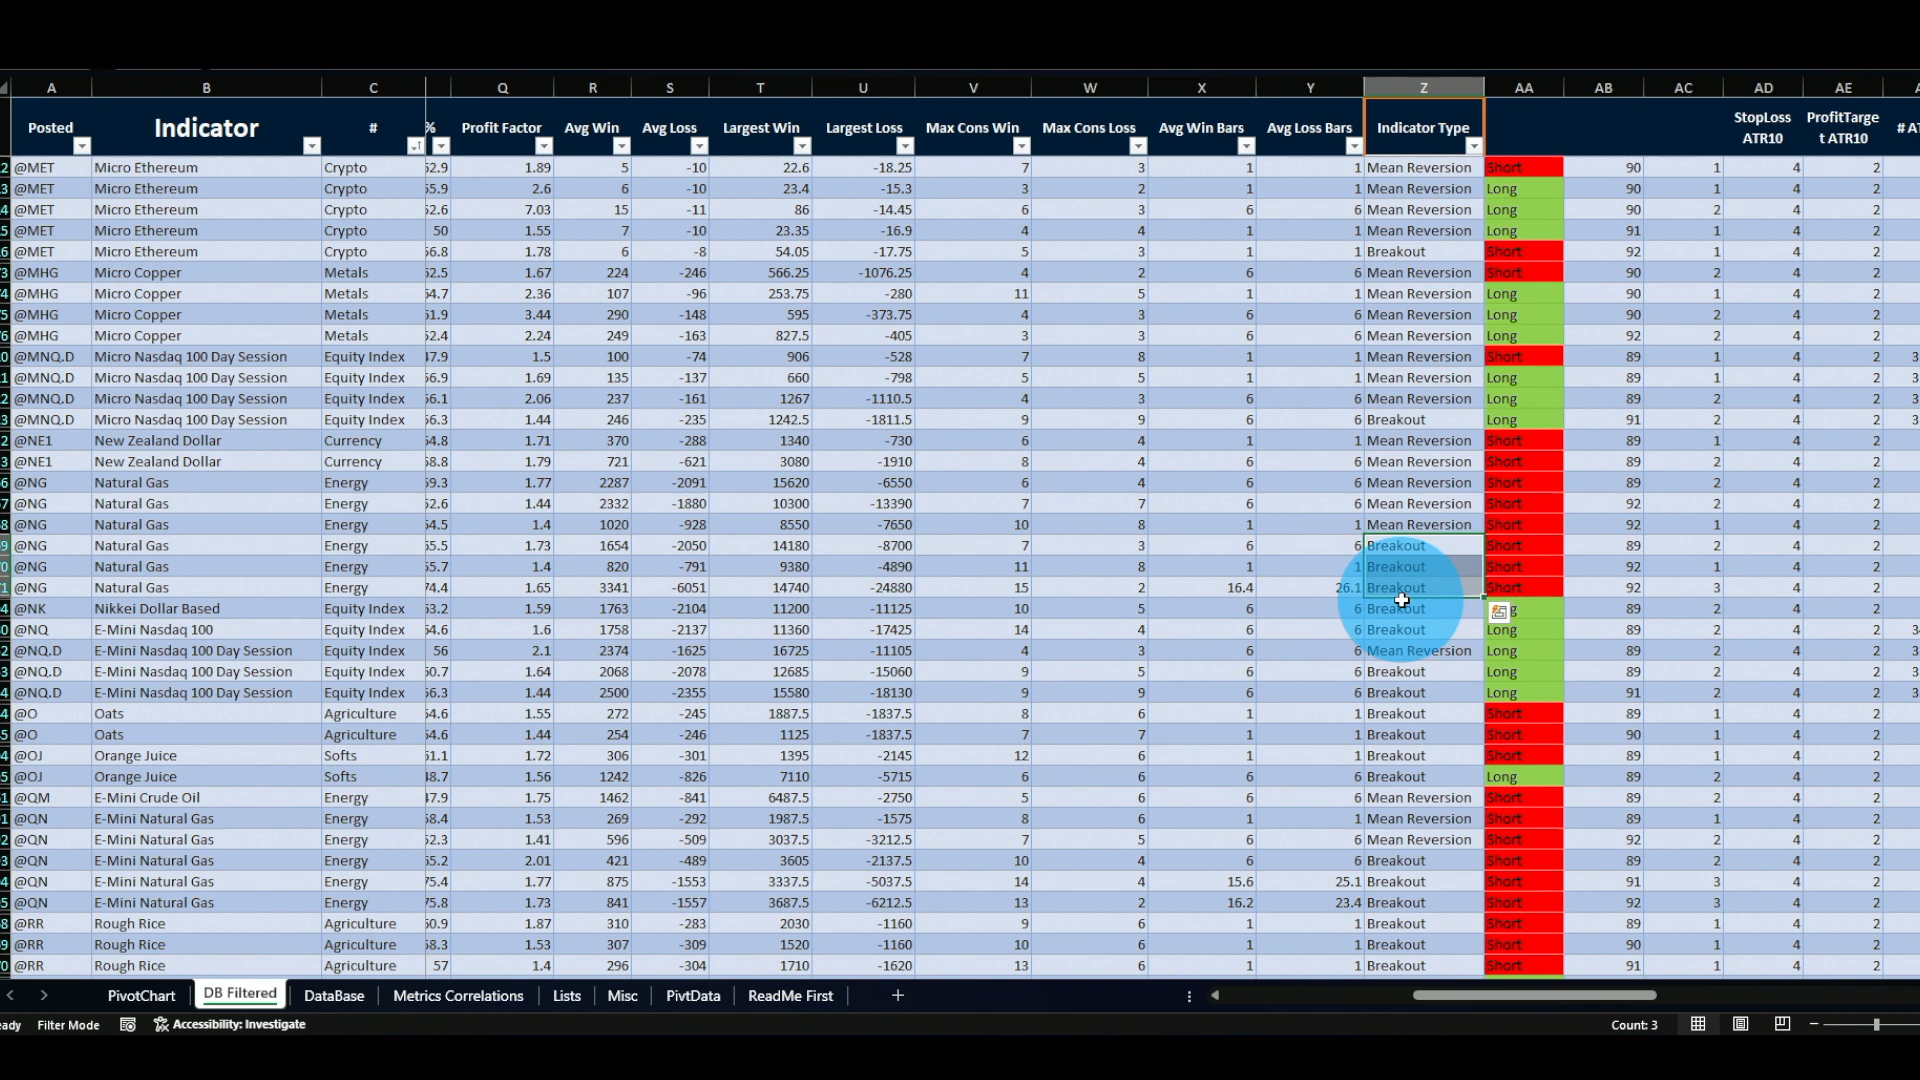 A B C Q R S T U V W X Y Z AA AB AC AD AE
Posted Indicator # % Profit Factor Avg Win Avg Loss Largest Win Largest Loss Max Cons Win Max Cons Loss Avg Win Bars Avg Loss Bars Indicator Type StopLoss ATR10 ProfitTarget ATR10
@MET Micro Ethereum Crypto 1.89 5 -10 22.6 -18.25 7 3 1 1 Mean Reversion Short 90 1 4 2
@MET Micro Ethereum Crypto 2.6 6 -10 23.4 -15.3 3 2 1 1 Mean Reversion Long 90 1 4 2
@MET Micro Ethereum Crypto 7.03 15 -11 86 -14.45 6 3 6 6 Mean Reversion Long 90 2 4 2
@MET Micro Ethereum Crypto 50 1.55 7 -10 23.35 -16.9 4 4 1 1 Mean Reversion Long 91 1 4 2
@MET Micro Ethereum Crypto 1.78 6 -8 54.05 -17.75 5 3 1 1 Breakout Short 92 1 4 2
@MHG Micro Copper Metals 1.67 224 -246 566.25 -1076.25 4 2 6 6 Mean Reversion Short 90 2 4 2
@MHG Micro Copper Metals 2.36 107 -96 253.75 -280 11 5 1 1 Mean Reversion Long 90 1 4 2
@MHG Micro Copper Metals 3.44 290 -148 595 -373.75 4 3 6 6 Mean Reversion Long 90 2 4 2
@MHG Micro Copper Metals 2.24 249 -163 827.5 -405 3 3 6 6 Mean Reversion Long 92 2 4 2
@MNQ.D Micro Nasdaq 100 Day Session Equity Index 1.5 100 -74 906 -528 7 8 1 1 Mean Reversion Short 89 1 4 2
@MNQ.D Micro Nasdaq 100 Day Session Equity Index 1.69 135 -137 660 -798 5 5 1 1 Mean Reversion Long 89 1 4 2
@MNQ.D Micro Nasdaq 100 Day Session Equity Index 2.06 237 -161 1267 -1110.5 4 3 6 6 Mean Reversion Long 89 2 4 2
@MNQ.D Micro Nasdaq 100 Day Session Equity Index 1.44 246 -235 1242.5 -1811.5 9 9 6 6 Breakout Long 91 2 4 2
@NE1 New Zealand Dollar Currency 1.71 370 -288 1340 -730 6 4 1 1 Mean Reversion Short 89 1 4 2
@NE1 New Zealand Dollar Currency 1.79 721 -621 3080 -1910 8 4 6 6 Mean Reversion Short 89 2 4 2
@NG Natural Gas Energy 1.77 2287 -2091 15620 -6550 6 4 6 6 Mean Reversion Short 89 2 4 2
@NG Natural Gas Energy 1.44 2332 -1880 10300 -13390 7 7 6 6 Mean Reversion Short 92 2 4 2
@NG Natural Gas Energy 1.4 1020 -928 8550 -7650 10 8 1 1 Mean Reversion Short 92 1 4 2
@NG Natural Gas Energy 1.73 1654 -2050 14180 -8700 7 3 6 6 Breakout Short 89 2 4 2
@NG Natural Gas Energy 1.4 820 -791 9380 -4890 11 8 1 1 Breakout Short 92 1 4 2
@NG Natural Gas Energy 1.65 3341 -6051 14740 -24880 15 2 16.4 26.1 Breakout Short 92 3 4 2
@NK Nikkei Dollar Based Equity Index 1.59 1763 -2104 11200 -11125 10 5 6 6 Breakout 89 2 4 2
@NQ E-Mini Nasdaq 100 Equity Index 1.6 1758 -2137 11360 -17425 14 4 6 6 Breakout Long 89 2 4 2
@NQ.D E-Mini Nasdaq 100 Day Session Equity Index 56 2.1 2374 -1625 16725 -11105 4 3 6 6 Mean Reversion Long 89 2 4 2
@NQ.D E-Mini Nasdaq 100 Day Session Equity Index 1.64 2068 -2078 12685 -15060 9 5 6 6 Breakout Long 89 2 4 2
@NQ.D E-Mini Nasdaq 100 Day Session Equity Index 1.44 2500 -2355 15580 -18130 9 9 6 6 Breakout Long 91 2 4 2
@O Oats Agriculture 1.55 272 -245 1887.5 -1837.5 8 6 1 1 Breakout Short 89 1 4 2
@O Oats Agriculture 1.44 254 -246 1125 -1837.5 7 7 1 1 Breakout Short 90 1 4 2
@OJ Orange Juice Softs 1.72 306 -301 1395 -2145 12 6 1 1 Breakout Short 89 1 4 2
@OJ Orange Juice Softs 1.56 1242 -826 7110 -5715 6 6 6 6 Breakout Long 89 2 4 2
@QM E-Mini Crude Oil Energy 1.75 1462 -841 6487.5 -2750 5 6 6 6 Mean Reversion Short 89 2 4 2
@QN E-Mini Natural Gas Energy 1.53 269 -292 1987.5 -1575 8 6 1 1 Mean Reversion Short 89 1 4 2
@QN E-Mini Natural Gas Energy 1.41 596 -509 3037.5 -3212.5 7 5 6 6 Mean Reversion Short 92 2 4 2
@QN E-Mini Natural Gas Energy 2.01 421 -489 3605 -2137.5 10 4 6 6 Breakout Short 89 2 4 2
@QN E-Mini Natural Gas Energy 1.77 875 -1553 3337.5 -5037.5 14 4 15.6 25.1 Breakout Short 91 3 4 2
@QN E-Mini Natural Gas Energy 1.73 841 -1557 3687.5 -6212.5 13 2 16.2 23.4 Breakout Short 92 3 4 2
@RR Rough Rice Agriculture 1.87 310 -283 2030 -1160 9 6 1 1 Breakout Short 89 1 4 2
@RR Rough Rice Agriculture 1.53 307 -309 1520 -1160 10 6 1 1 Breakout Short 90 1 4 2
@RR Rough Rice Agriculture 57 1.4 296 -304 1710 -1620 13 6 1 1 Breakout Short 91 1 4 2
PivotChart DB Filtered DataBase Metrics Correlations Lists Misc PivtData ReadMe First +
Filter Mode Accessibility: Investigate Count: 3